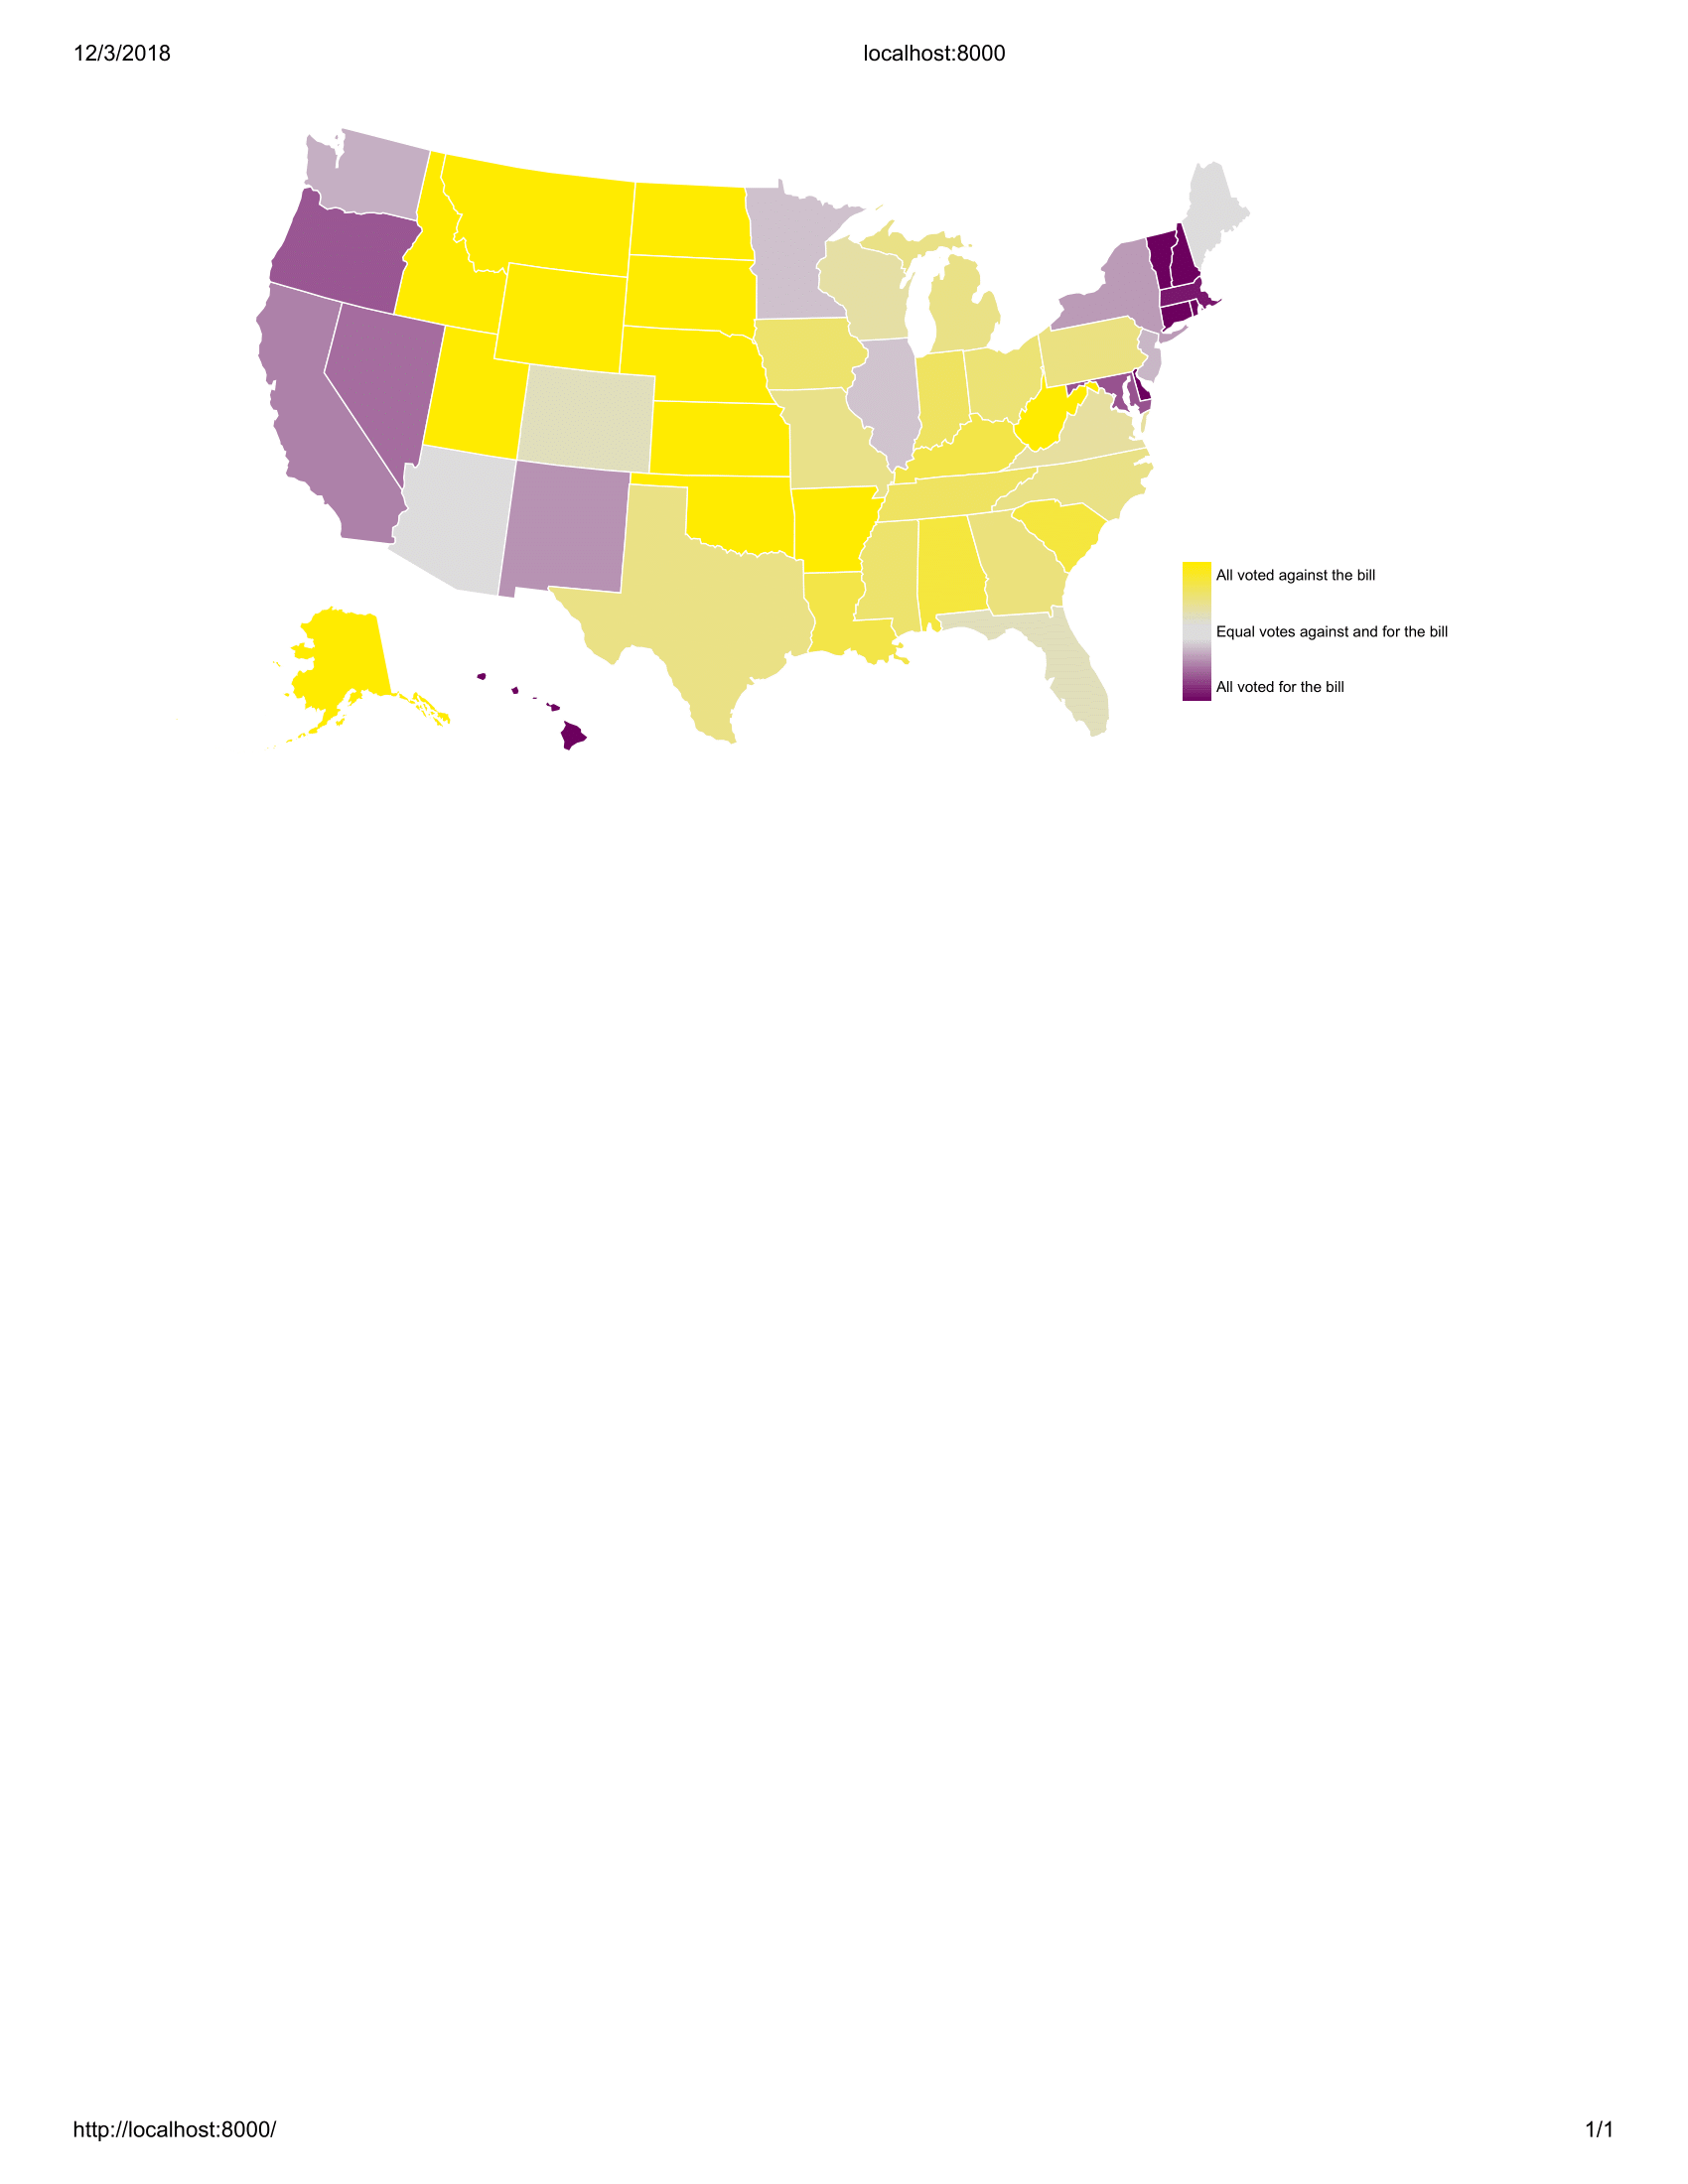 12/3/2018
localhost:8000
All voted against the bill
Equal votes against and for the bill
All voted for the bill
http://localhost:8000/
1/1